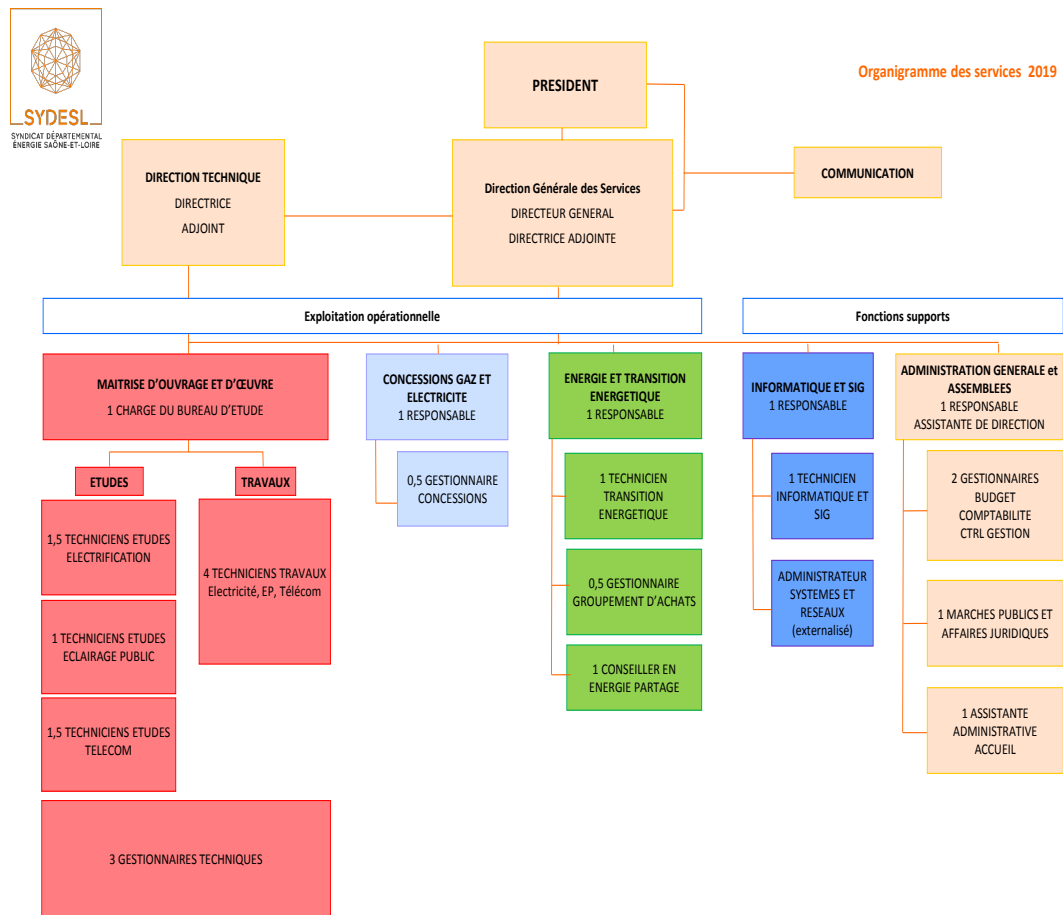 SYDESL
SYNDICAT DÉPARTEMENTAL
ÉNERGIE SAÔNE-ET-LOIRE
Organigramme des services 2019
PRESIDENT
DIRECTION TECHNIQUE
DIRECTRICE
ADJOINT
Direction Générale des Services
DIRECTEUR GENERAL
DIRECTRICE ADJOINTE
COMMUNICATION
Exploitation opérationnelle
Fonctions supports
MAITRISE D'OUVRAGE ET D'ŒUVRE
1 CHARGE DU BUREAU D'ETUDE
CONCESSIONS GAZ ET
ELECTRICITE
1 RESPONSABLE
ENERGIE ET TRANSITION
ENERGETIQUE
1 RESPONSABLE
INFORMATIQUE ET SIG
1 RESPONSABLE
ADMINISTRATION GENERALE et
ASSEMBLEES
1 RESPONSABLE
ASSISTANTE DE DIRECTION
ETUDES
TRAVAUX
1,5 TECHNICIENS ETUDES
ELECTRIFICATION
1 TECHNICIENS ETUDES
ECLAIRAGE PUBLIC
1,5 TECHNICIENS ETUDES
TELECOM
4 TECHNICIENS TRAVAUX
Electricité, EP, Télécom
3 GESTIONNAIRES TECHNIQUES
0,5 GESTIONNAIRE
CONCESSIONS
1 TECHNICIEN
TRANSITION
ENERGETIQUE
0,5 GESTIONNAIRE
GROUPEMENT D'ACHATS
1 CONSEILLER EN
ENERGIE PARTAGE
1 TECHNICIEN
INFORMATIQUE ET
SIG
ADMINISTRATEUR
SYSTEMES ET
RESEAUX
(externalisé)
2 GESTIONNAIRES
BUDGET
COMPTABILITE
CTRL GESTION
1 MARCHES PUBLICS ET
AFFAIRES JURIDIQUES
1 ASSISTANTE
ADMINISTRATIVE
ACCUEIL